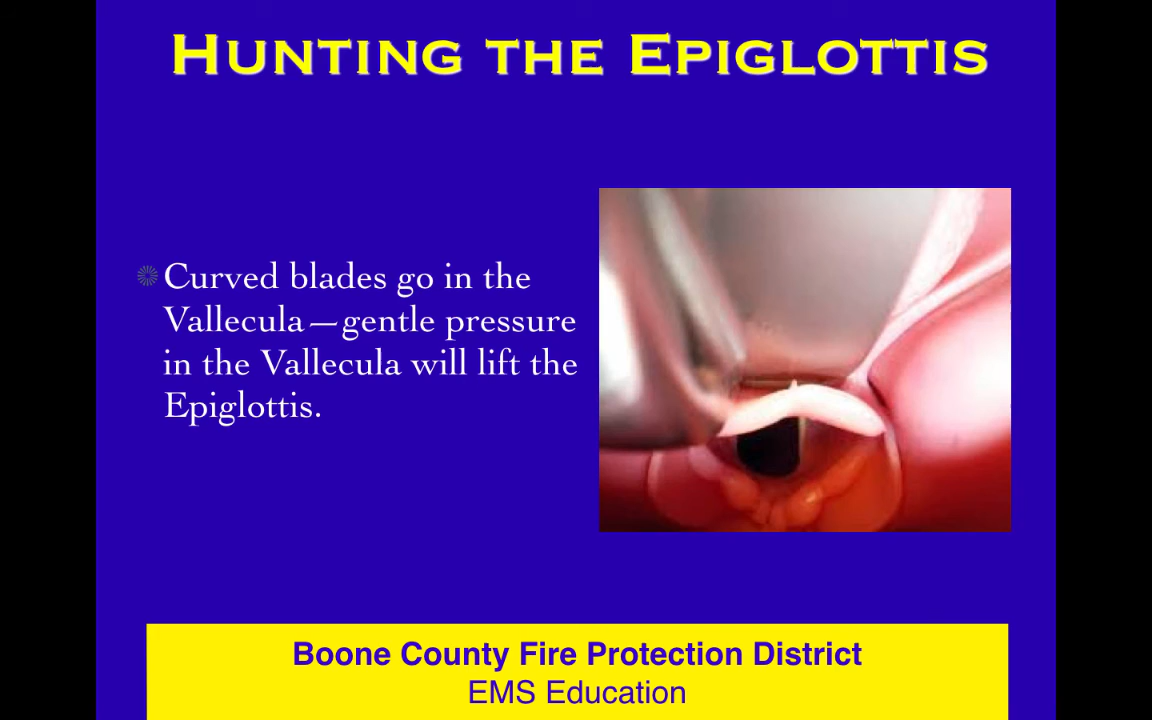 Hunting the Epiglottis
Curved blades go in the
Vallecula—gentle pressure
in the Vallecula will lift the
Epiglottis.
Boone County Fire Protection District
EMS Education